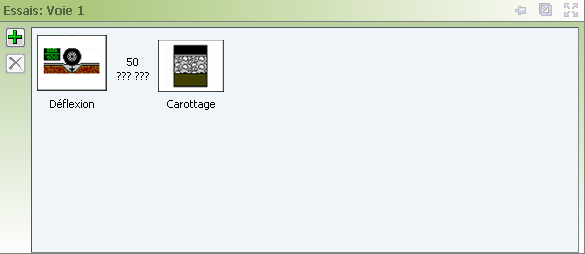 Essais: Voie 1
50
??? ???
Déflexion
Carottage